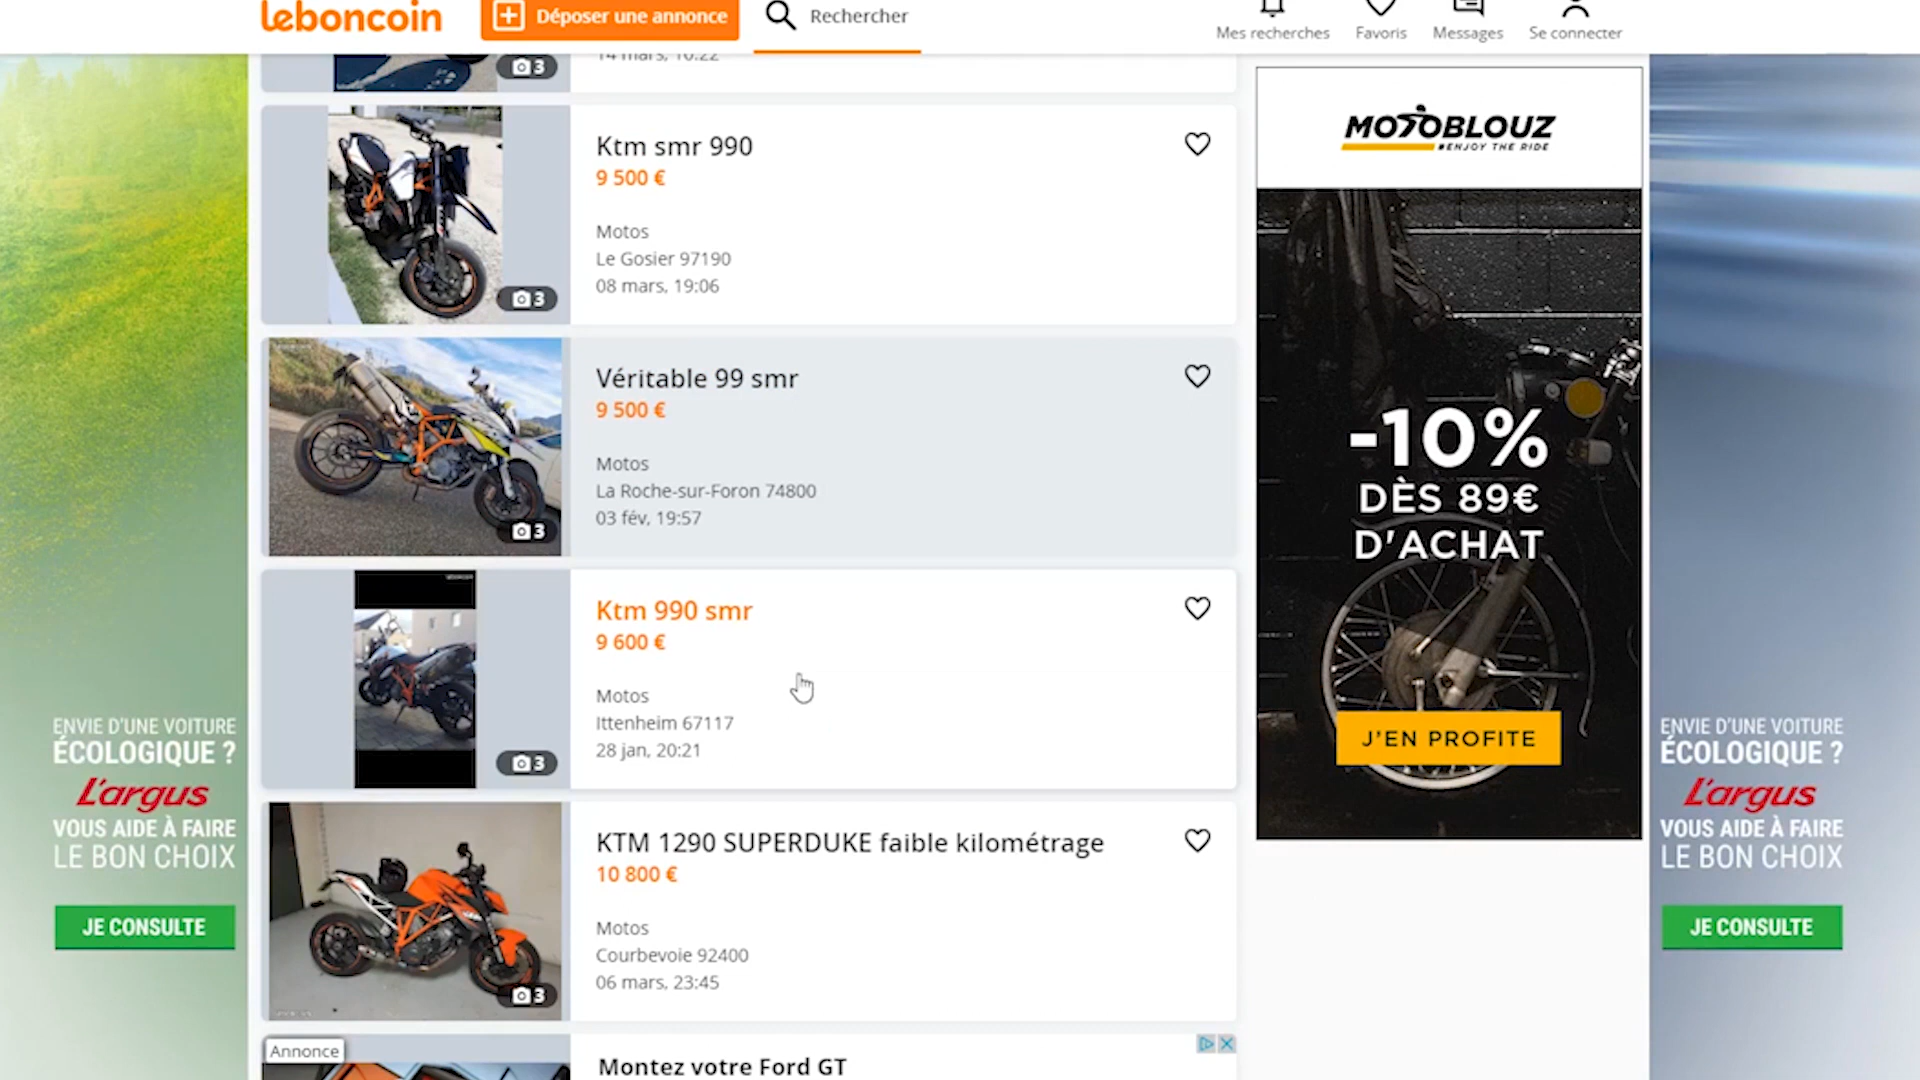 leboncoin
Déposer une annonce
Rechercher
Mes recherches
Favoris
Messages
Se connecter
14 mars, 10:22
3
Ktm smr 990
9 500 €
Motos
Le Gosier 97190
08 mars, 19:06
3
Véritable 99 smr
9 500 €
Motos
La Roche-sur-Foron 74800
03 fév, 19:57
3
Ktm 990 smr
9 600 €
Motos
Ittenheim 67117
28 jan, 20:21
3
KTM 1290 SUPERDUKE faible kilométrage
10 800 €
Motos
Courbevoie 92400
06 mars, 23:45
3
Annonce
Montez votre Ford GT
MOTOBLOUZ
#ENJOY THE RIDE
-10%
DÈS 89€
D'ACHAT
J'EN PROFITE
ENVIE D'UNE VOITURE
ÉCOLOGIQUE ?
L'argus
VOUS AIDE À FAIRE
LE BON CHOIX
JE CONSULTE
ENVIE D'UNE VOITURE
ÉCOLOGIQUE ?
L'argus
VOUS AIDE À FAIRE
LE BON CHOIX
JE CONSULTE